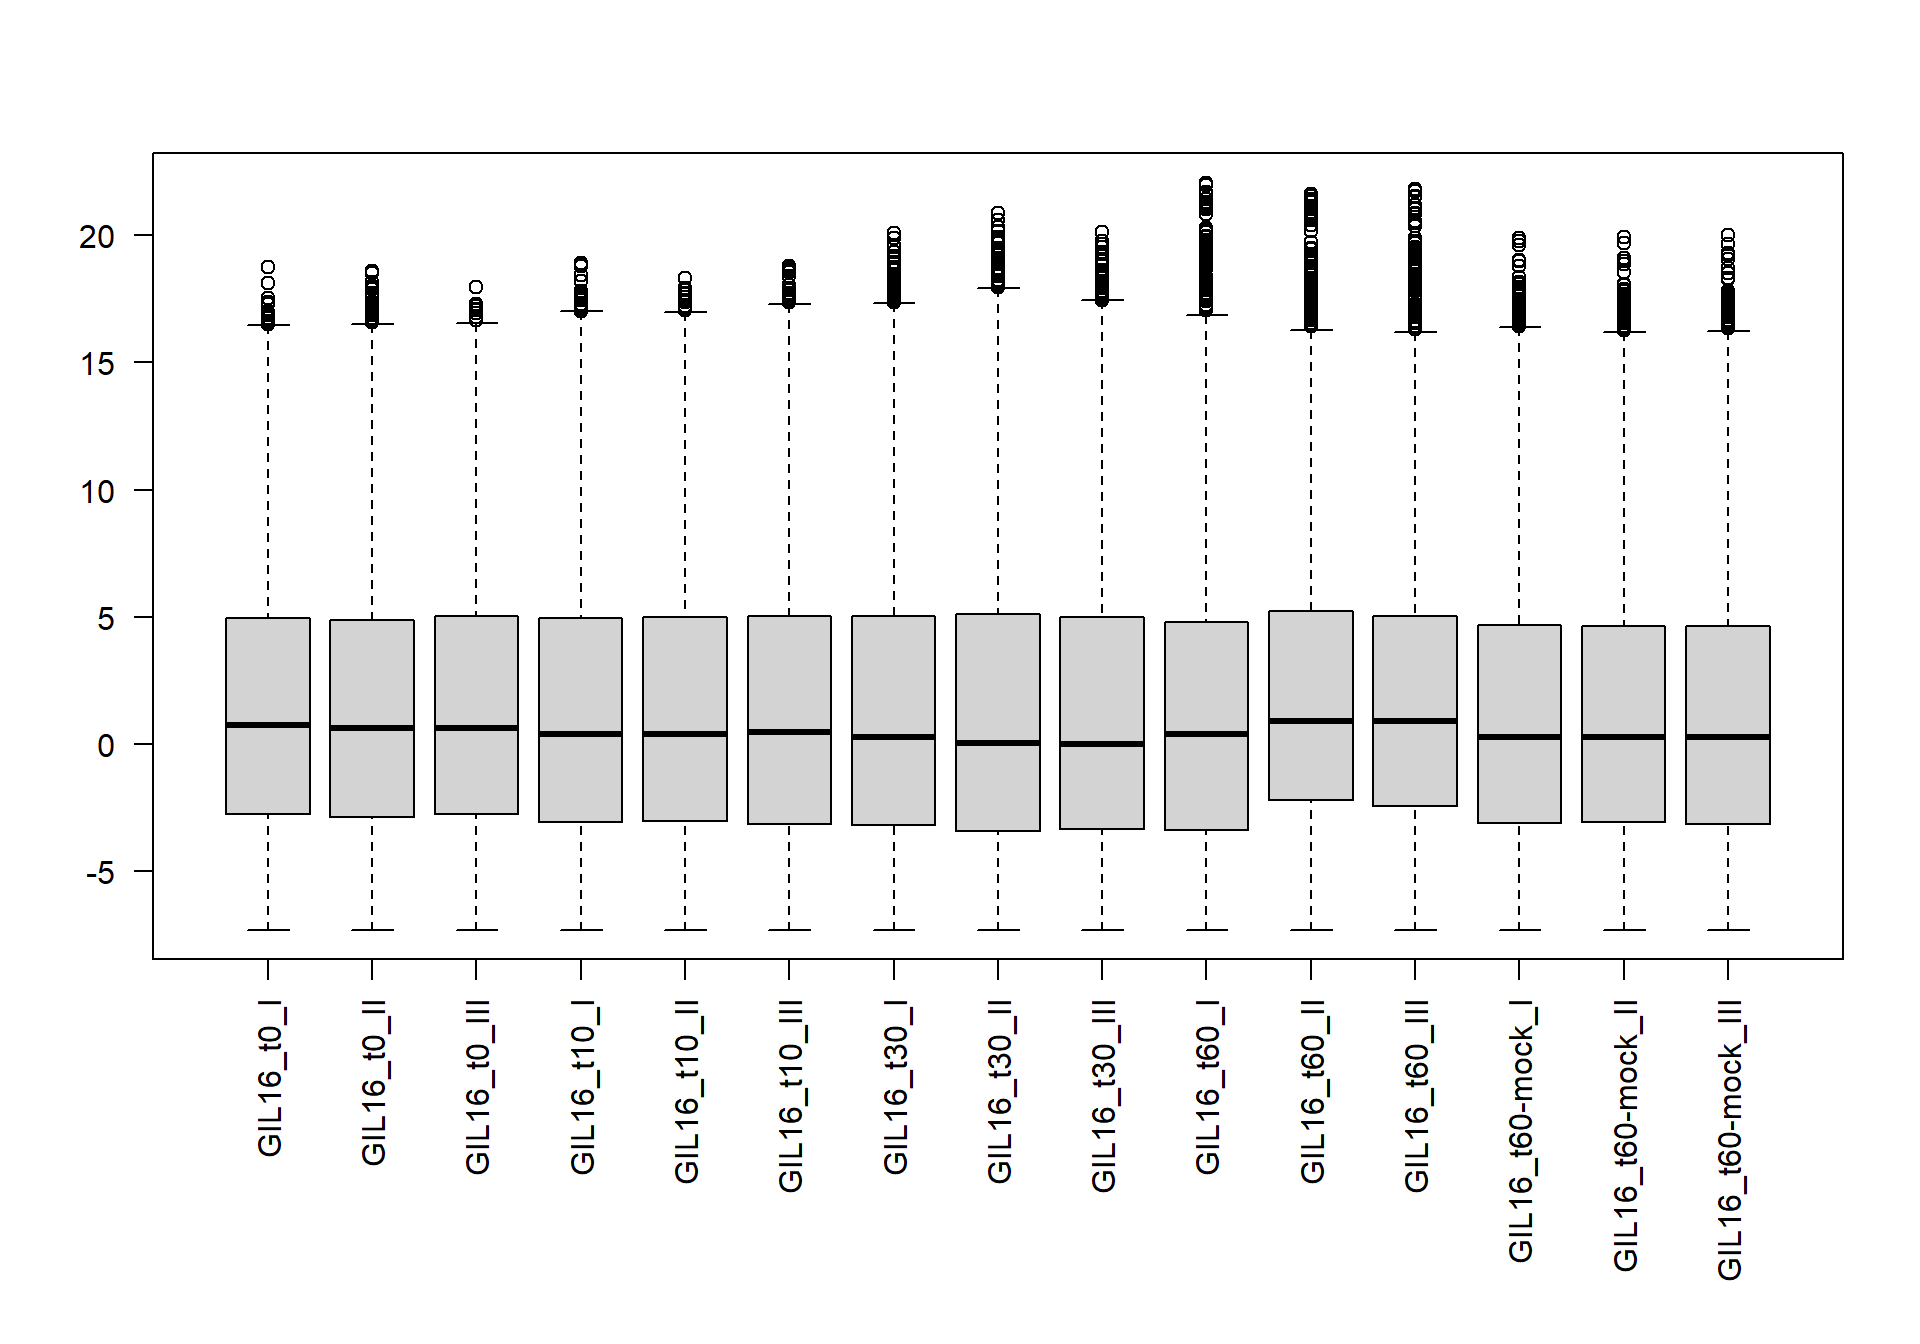 20
15
10
5
0
-5
GIL16_t0_I
GIL16_t0_II
GIL16_t0_III
GIL16_t10_I
GIL16_t10_II
GIL16_t10_III
GIL16_t30_I
GIL16_t30_II
GIL16_t30_III
GIL16_t60_I
GIL16_t60_II
GIL16_t60_III
GIL16_t60-mock_I
GIL16_t60-mock_II
GIL16_t60-mock_III